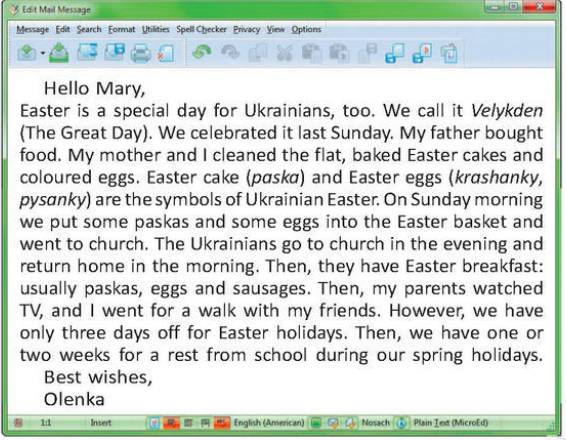 Edit Mail Message
Message Edit Search Format Utilities Spell Checker Privacy View Options
Hello Mary,
Easter is a special day for Ukrainians, too. We call it Velykden
(The Great Day). We celebrated it last Sunday. My father bought
food. My mother and I cleaned the flat, baked Easter cakes and
coloured eggs. Easter cake (paska) and Easter eggs (krashanky,
pysanky) are the symbols of Ukrainian Easter. On Sunday morning
we put some paskas and some eggs into the Easter basket and
went to church. The Ukrainians go to church in the evening and
return home in the morning. Then, they have Easter breakfast:
usually paskas, eggs and sausages. Then, my parents watched
TV, and I went for a walk with my friends. However, we have
only three days off for Easter holidays. Then, we have one or
two weeks for a rest from school during our spring holidays.
Best wishes,
Olenka
1:1 Insert English (American) Nosach Plain Text (MicroEd)